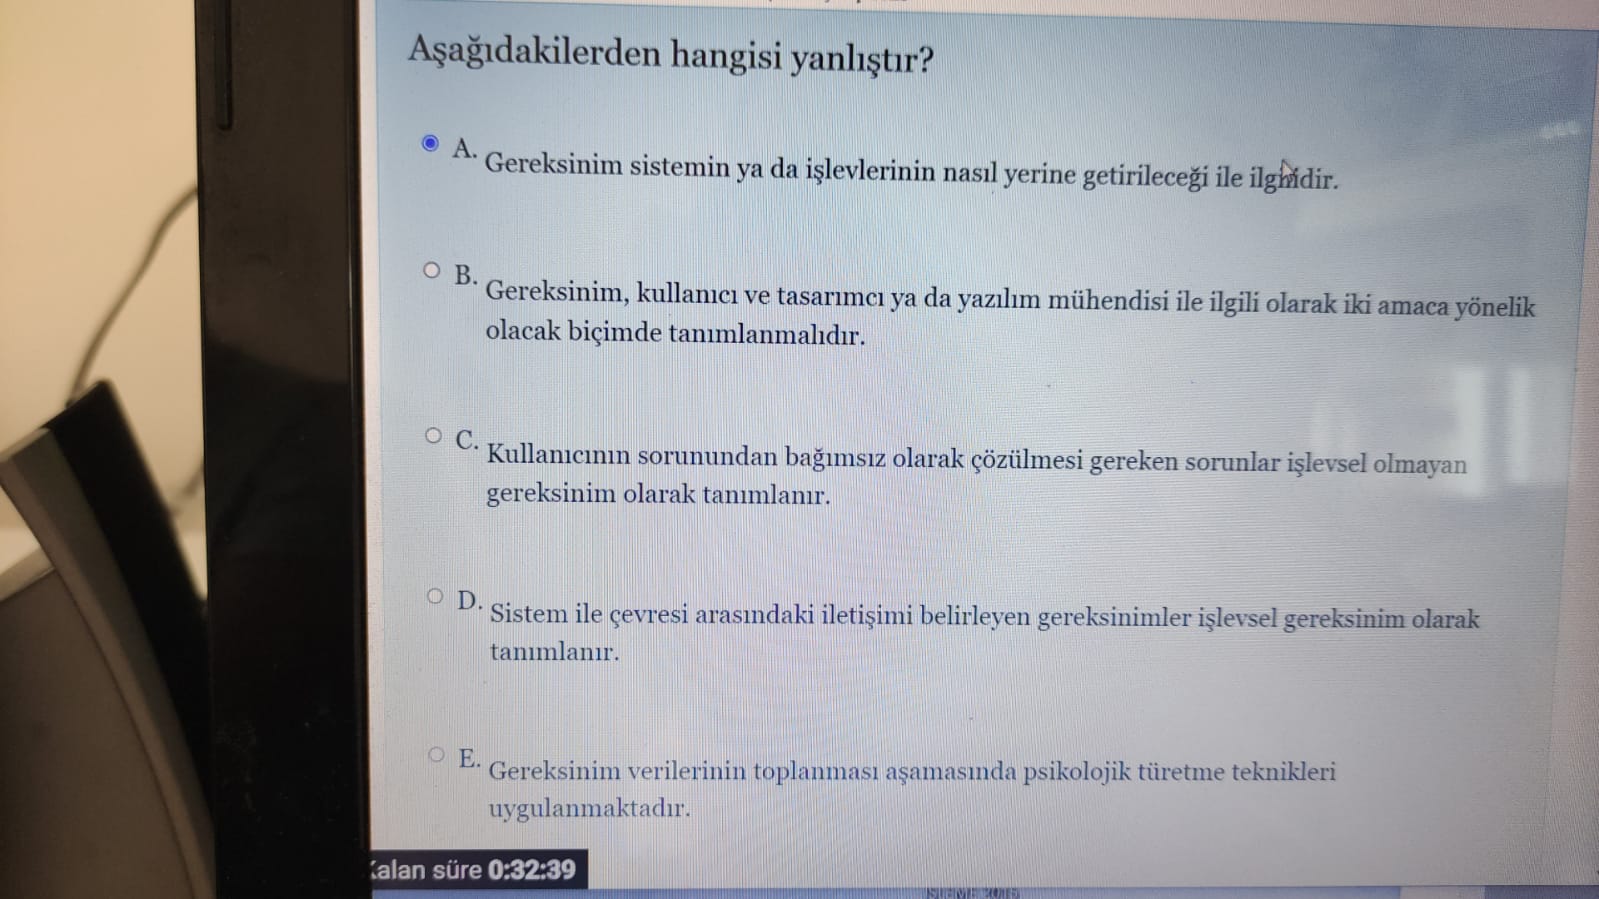 Aşağıdakilerden hangisi yanlıştır?
A. Gereksinim sistemin ya da işlevlerinin nasıl yerine getirileceği ile ilgilidir.
B. Gereksinim, kullanıcı ve tasarımcı ya da yazılım mühendisi ile ilgili olarak iki amaca yönelik
olacak biçimde tanımlanmalıdır.
C. Kullanıcının sorunundan bağımsız olarak çözülmesi gereken sorunlar işlevsel olmayan
gereksinim olarak tanımlanır.
D. Sistem ile çevresi arasındaki iletişimi belirleyen gereksinimler işlevsel gereksinim olarak
tanımlanır.
E. Gereksinim verilerinin toplanması aşamasında psikolojik türetme teknikleri
uygulanmaktadır.
Kalan süre 0:32:39